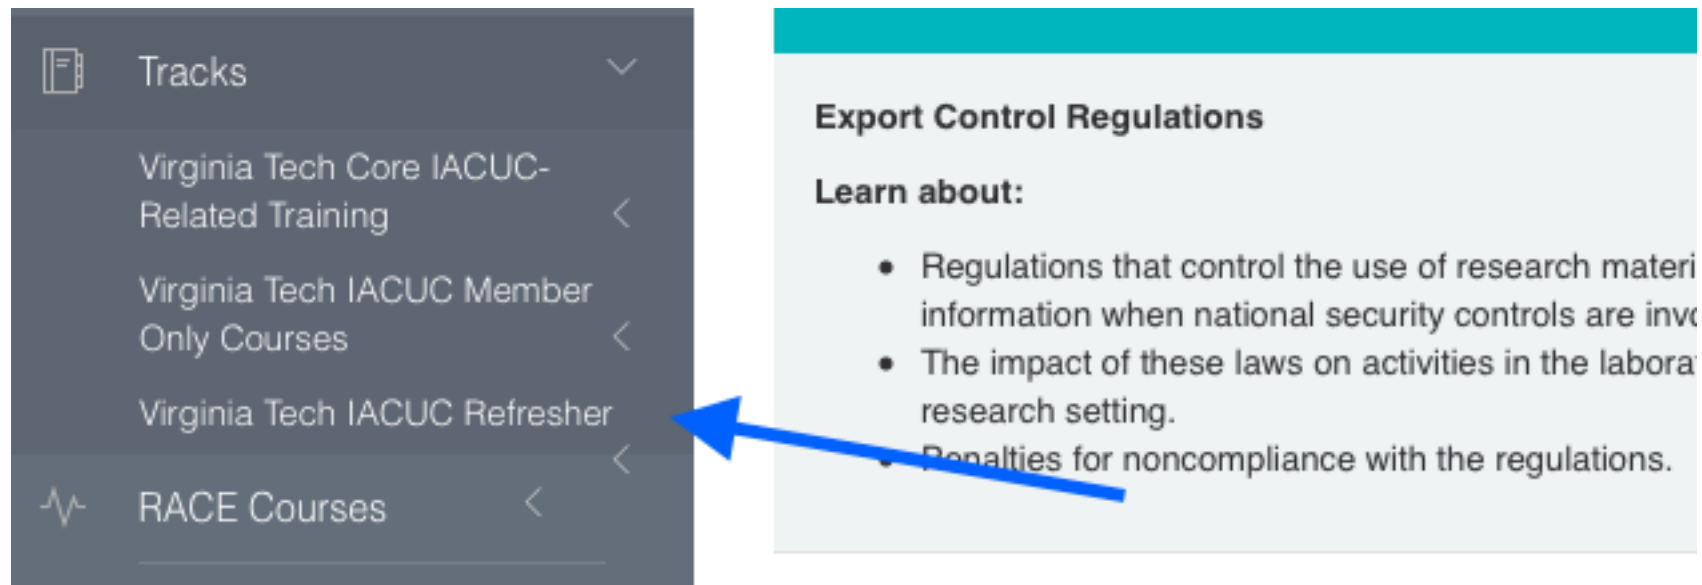 Tracks
Virginia Tech Core IACUC-
Related Training
Virginia Tech IACUC Member
Only Courses
Virginia Tech IACUC Refresher
RACE Courses
Export Control Regulations
Learn about:
Regulations that control the use of research materi
information when national security controls are invo
The impact of these laws on activities in the labora
research setting.
Penalties for noncompliance with the regulations.